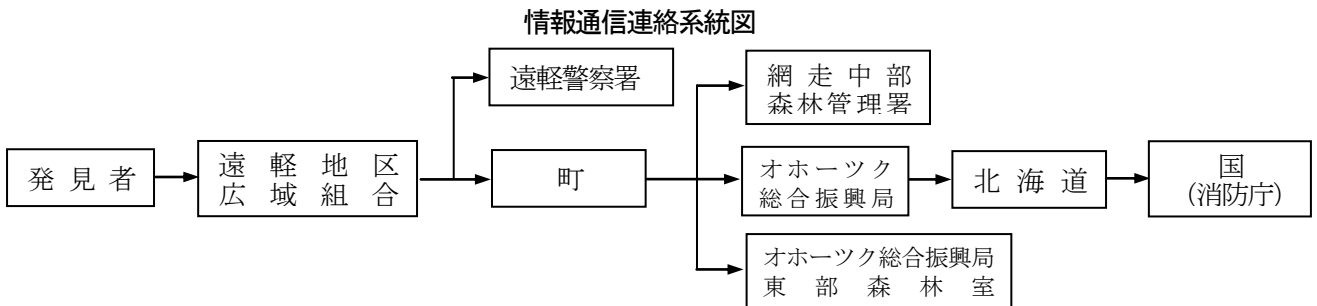 情報通信連絡系統図
発見者
遠軽地区
広域組合
遠軽警察署
町
網走中部
森林管理署
オホーツク
総合振興局
オホーツク総合振興局
東部森林室
北海道
国
（消防庁）